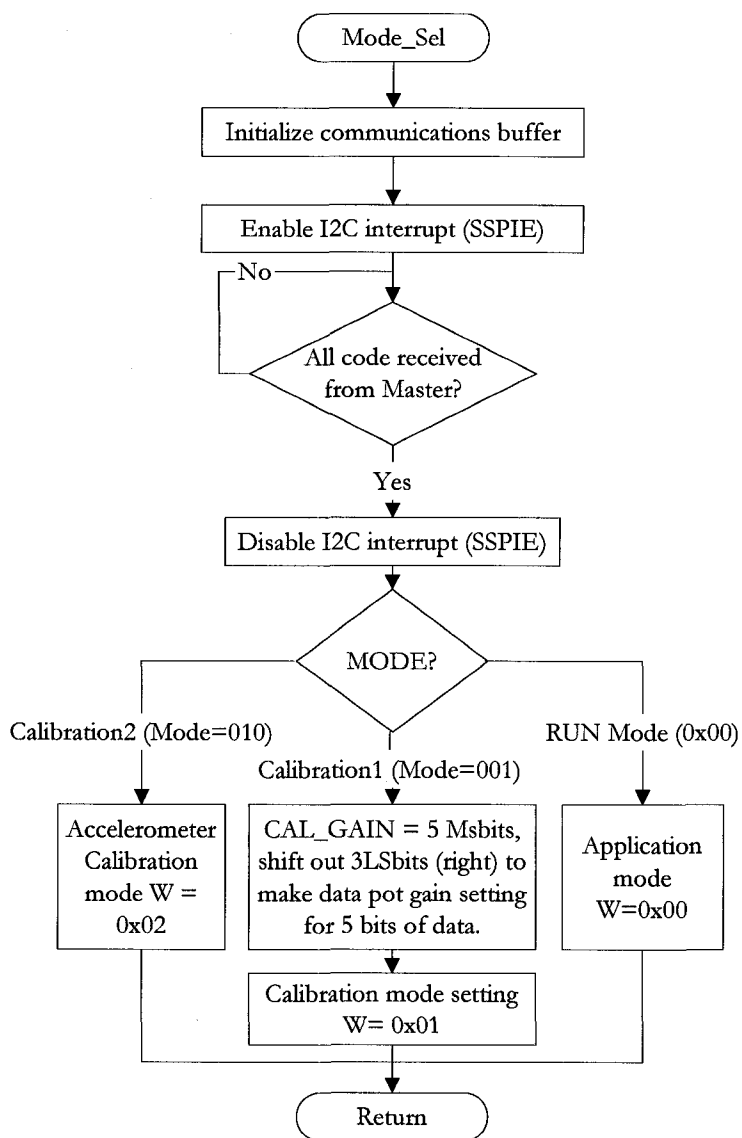 Mode_Sel
Initialize communications buffer
Enable I2C interrupt (SSPIE)
No
All code received
from Master?
Yes
Disable I2C interrupt (SSPIE)
MODE?
Calibration2 (Mode=010)
RUN Mode (0x00)
Calibration1 (Mode=001)
Accelerometer
Calibration
mode W =
0x02
CAL_GAIN = 5 Msbits,
shift out 3LSbits (right) to
make data pot gain setting
for 5 bits of data.
Application
mode
W=0x00
Calibration mode setting
W= 0x01
Return